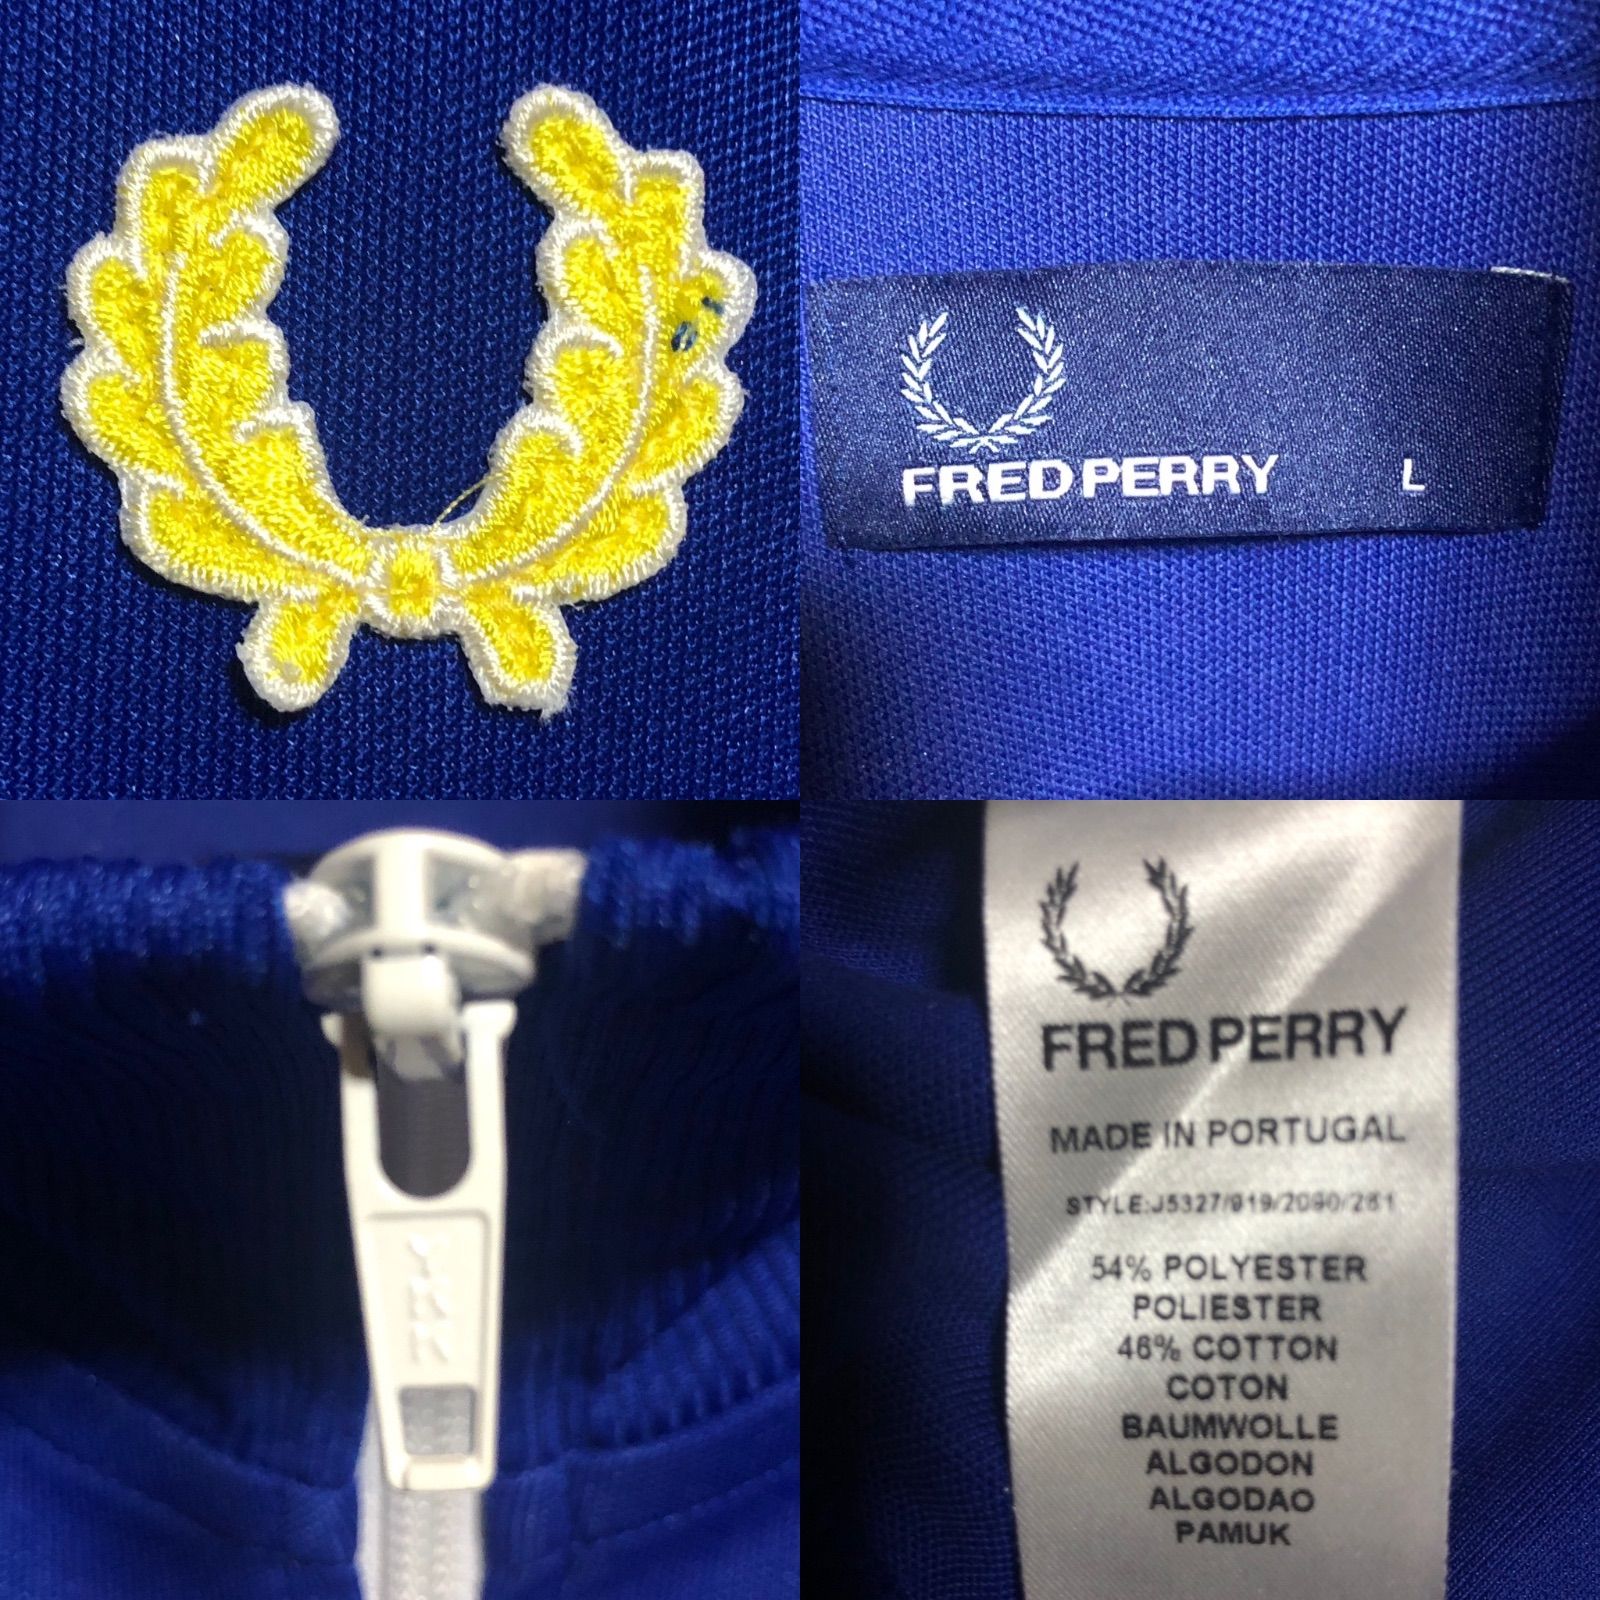 FRED PERRY L
YKK
FRED PERRY
MADE IN PORTUGAL
STYLE:J5327/919/2090/261
54% POLYESTER
POLIESTER
46% COTTON
COTON
BAUMWOLLE
ALGODON
ALGODAO
PAMUK